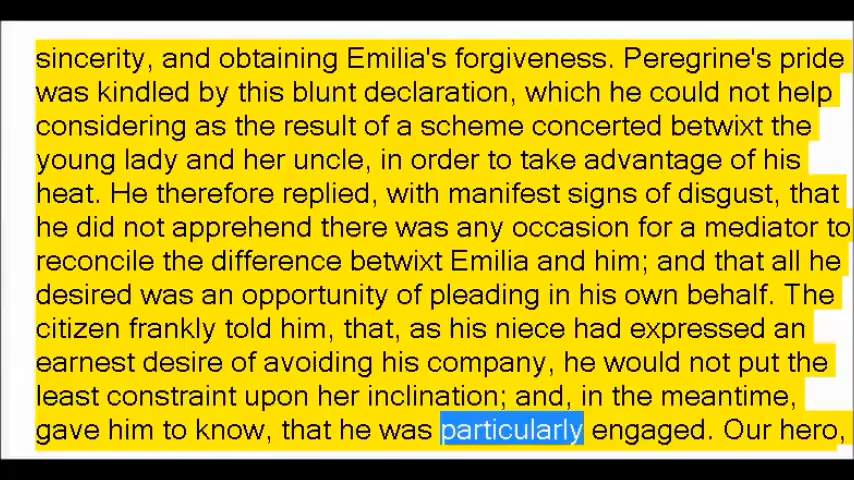 sincerity, and obtaining Emilia's forgiveness. Peregrine's pride
was kindled by this blunt declaration, which he could not help
considering as the result of a scheme concerted betwixt the
young lady and her uncle, in order to take advantage of his
heat. He therefore replied, with manifest signs of disgust, that
he did not apprehend there was any occasion for a mediator to
reconcile the difference betwixt Emilia and him; and that all he
desired was an opportunity of pleading in his own behalf. The
citizen frankly told him, that, as his niece had expressed an
earnest desire of avoiding his company, he would not put the
least constraint upon her inclination; and, in the meantime,
gave him to know, that he was particularly engaged. Our hero,